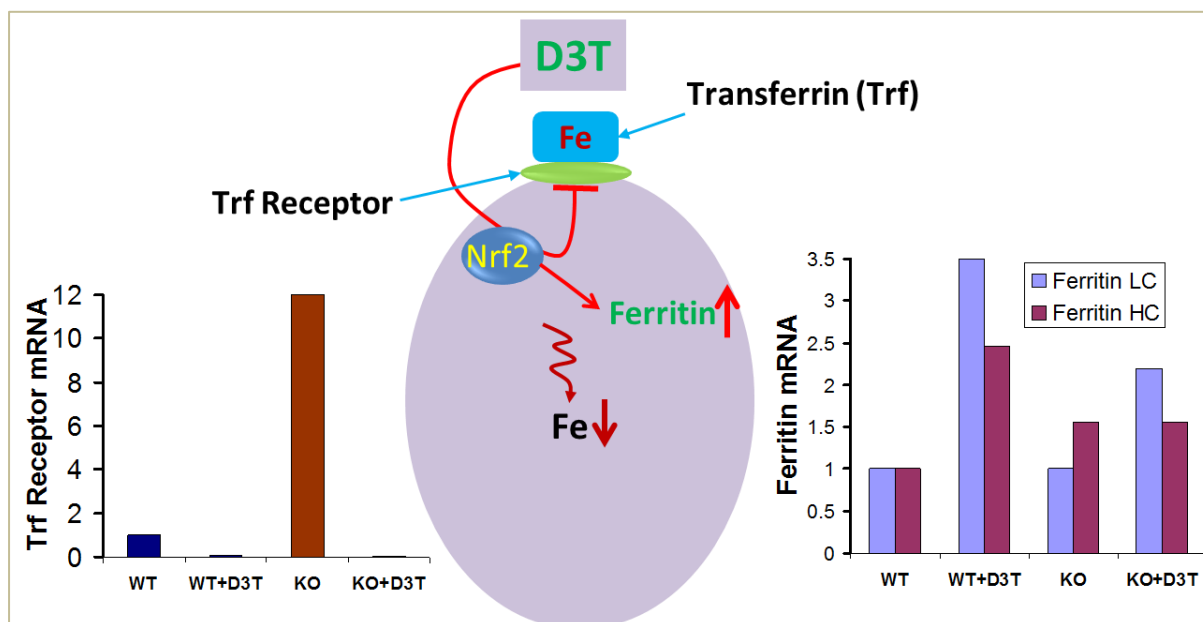 D3T
Transferrin (Trf)
Fe
Trf Receptor
Nrf2
Ferritin
Fe
Trf Receptor mRNA
12
10
8
6
4
2
0
WT
WT+D3T
KO
KO+D3T
Ferritin mRNA
3.5
3
2.5
2
1.5
1
0.5
0
Ferritin LC
Ferritin HC
WT
WT+D3T
KO
KO+D3T